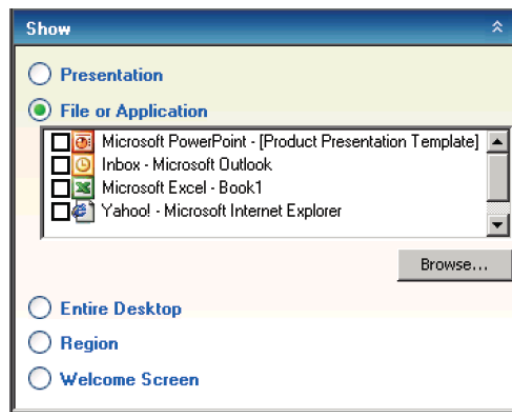 Show
Presentation
File or Application
Microsoft PowerPoint - [Product Presentation Template]
Inbox - Microsoft Outlook
Microsoft Excel - Book1
Yahoo! - Microsoft Internet Explorer
Browse...
Entire Desktop
Region
Welcome Screen